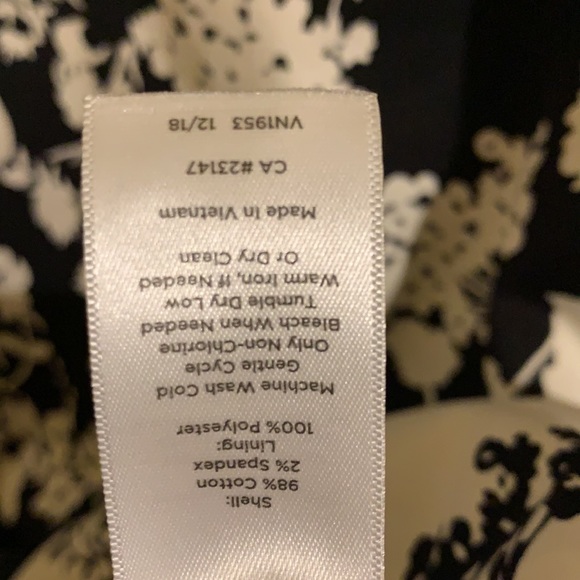 Shell:
98% Cotton
2% Spandex
Lining:
100% Polyester
Machine Wash Cold
Gentle Cycle
Only Non-Chlorine
Bleach When Needed
Tumble Dry Low
Warm Iron, If Needed
Or Dry Clean
Made In Vietnam
CA #23147
VN1953 12/18